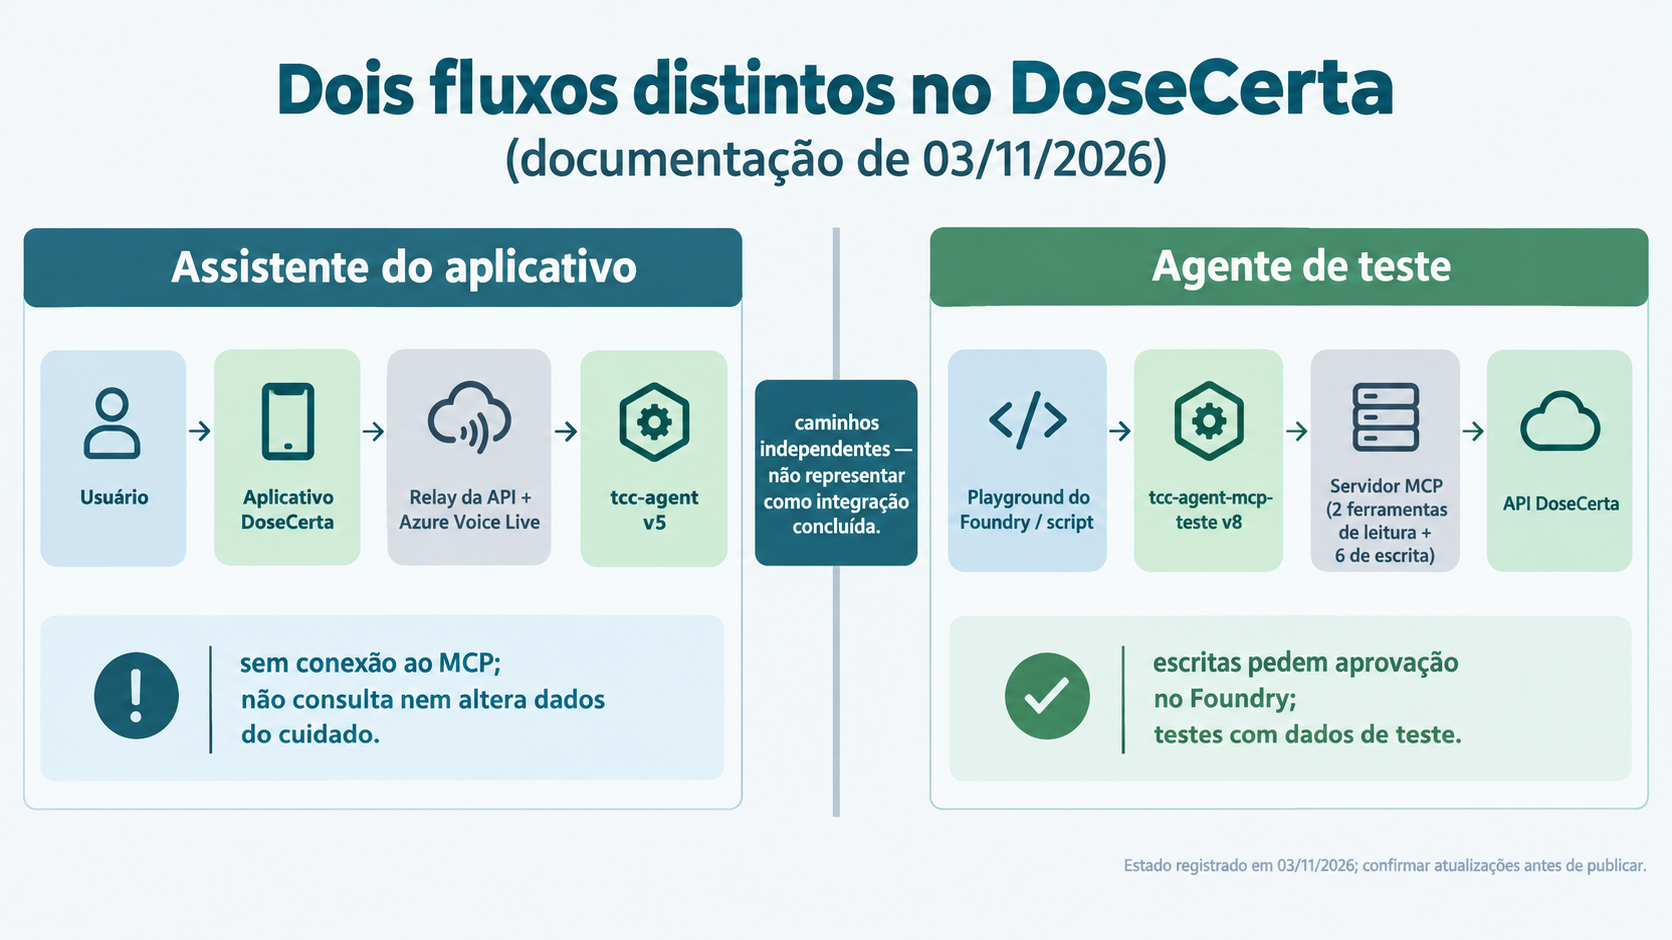 Dois fluxos distintos no DoseCerta
(documentação de 03/11/2026)
Assistente do aplicativo
Usuário
Aplicativo
DoseCerta
Relay da API +
Azure Voice Live
tcc-agent
v5
sem conexão ao MCP;
não consulta nem altera dados
do cuidado.
caminhos
independentes —
não representar
como integração
concluída.
Agente de teste
Playground do
Foundry / script
tcc-agent-mcp-
teste v8
Servidor MCP
(2 ferramentas
de leitura +
6 de escrita)
API DoseCerta
escritas pedem aprovação
no Foundry;
testes com dados de teste.
Estado registrado em 03/11/2026; confirmar atualizações antes de publicar.